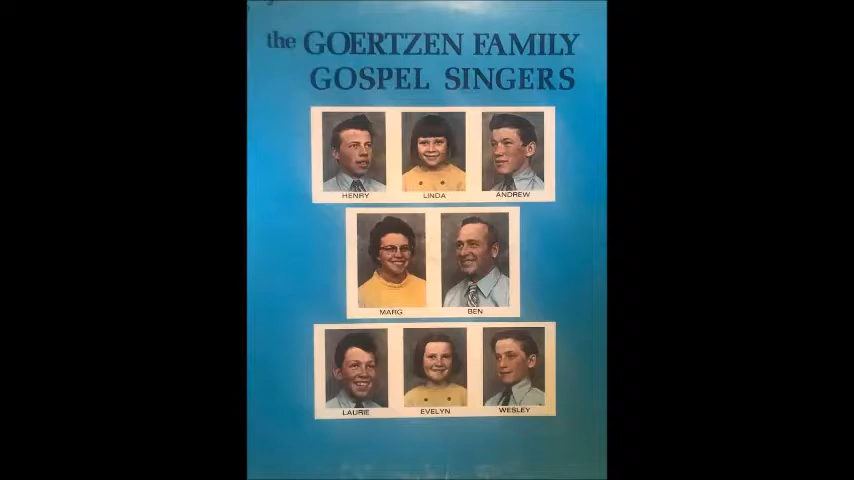 the GOERTZEN FAMILY
GOSPEL SINGERS
HENRY LINDA ANDREW
MARG BEN
LAURIE EVELYN WESLEY